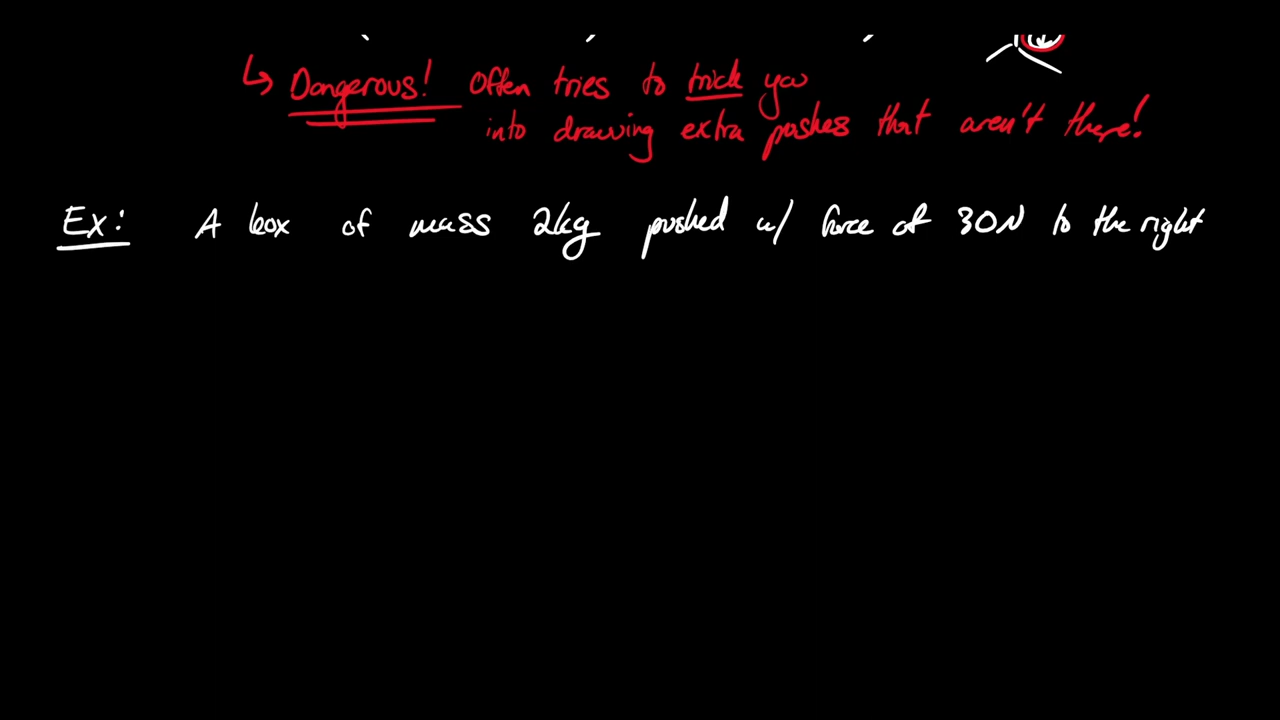 ↳ Dangerous! Often tries to trick you
into drawing extra pushes that aren't there!
Ex: A box of mass 2kg pushed w/ force of 30N to the right